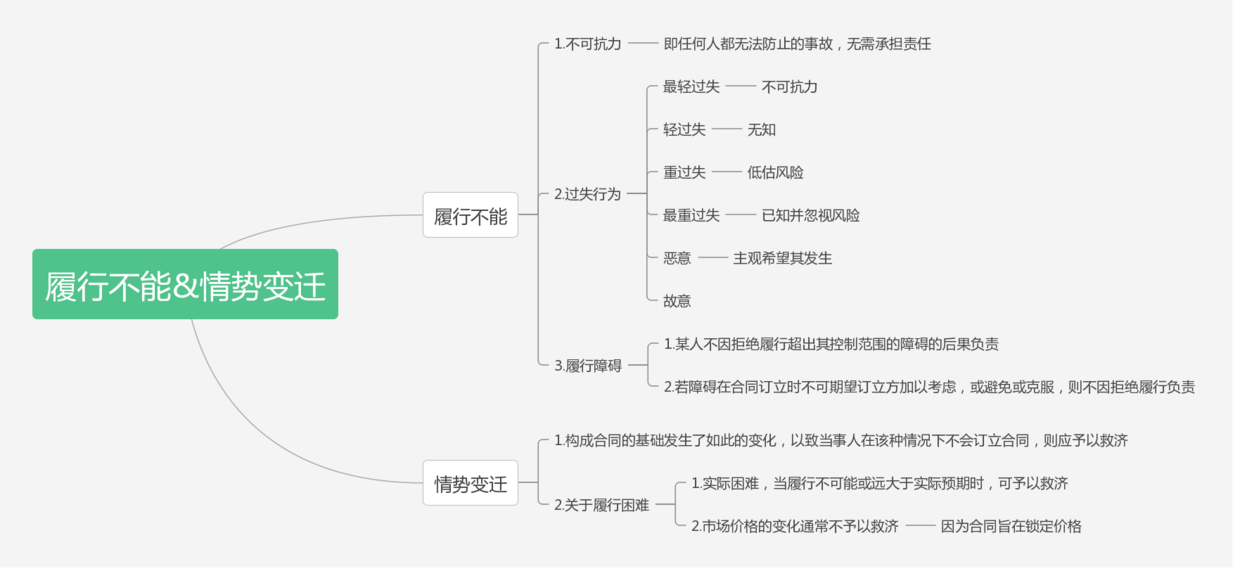 履行不能&情势变迁
履行不能
1.不可抗力
即任何人都无法防止的事故，无需承担责任
2.过失行为
最轻过失
不可抗力
轻过失
无知
重过失
低估风险
最重过失
已知并忽视风险
恶意
主观希望其发生
故意
3.履行障碍
1.某人不因拒绝履行超出其控制范围的障碍的后果负责
2.若障碍在合同订立时不可期望订立方加以考虑，或避免或克服，则不因拒绝履行负责
情势变迁
1.构成合同的基础发生了如此的变化，以致当事人在该种情况下不会订立合同，则应予以救济
2.关于履行困难
1.实际困难，当履行不可能或远大于实际预期时，可予以救济
2.市场价格的变化通常不予以救济
因为合同旨在锁定价格